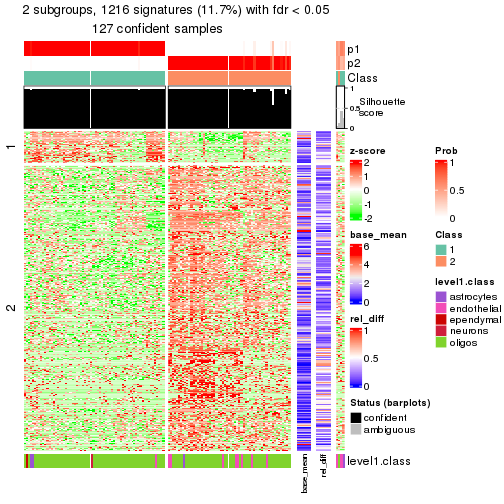 2 subgroups, 1216 signatures (11.7%) with fdr < 0.05
127 confident samples
p1
p2
Class
1
0.5
0
Silhouette
score
1
2
z-score
2
1
0
-1
-2
base_mean
6
4
2
0
rel_diff
1
0.5
0
Status (barplots)
confident
ambiguous
Prob
1
0.5
0
Class
1
2
level1.class
astrocytes
endothelial
ependymal
neurons
oligos
level1.class
base_mean
rel_diff